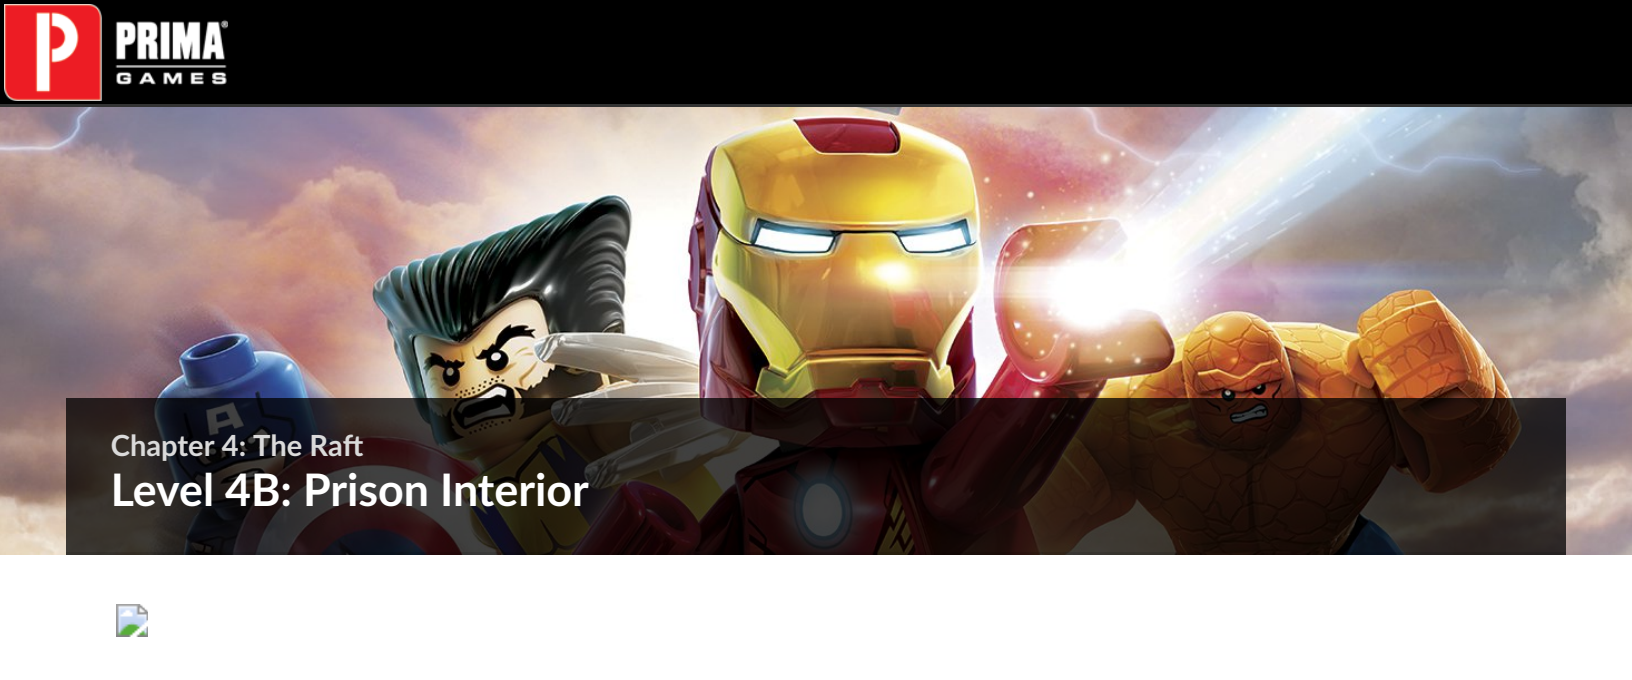 P
PRIMA®
GAMES
A
Chapter 4: The Raft
Level 4B: Prison Interior